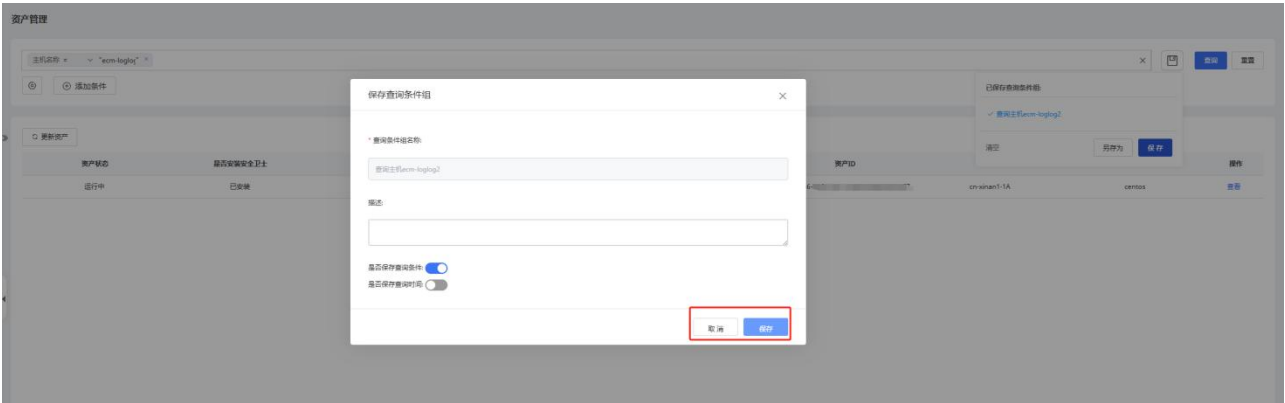 资产管理
主机名称 "ecm-loglog"
查询 重置
添加条件
已保存查询条件组:
查询主机ecm-loglog2
清空 另存为 保存
更新资产
资产状态 是否安装安全卫士 资产ID 操作
运行中 已安装 cn-xinan1-1A centos 查看
保存查询条件组
* 查询条件组名称:
查询主机ecm-loglog2
描述:
是否保存查询条件:
是否保存查询时间:
取消 保存